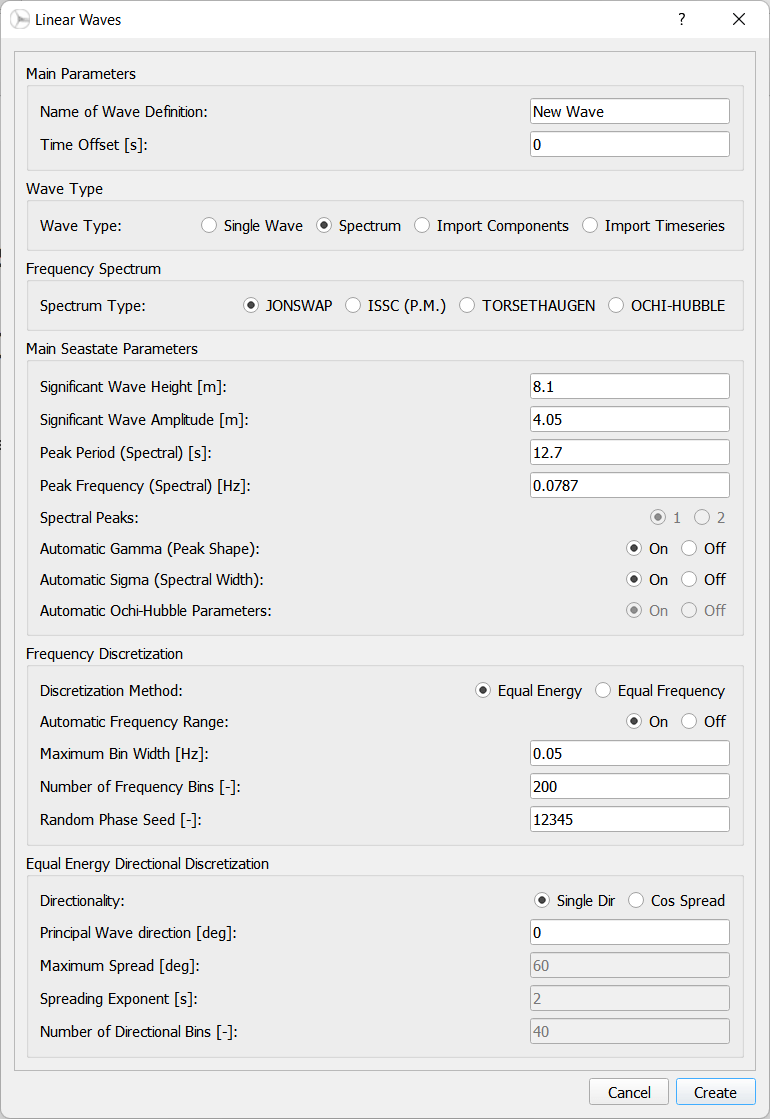 Linear Waves ?
Main Parameters
Name of Wave Definition: New Wave
Time Offset [s]: 0
Wave Type
Wave Type: Single Wave Spectrum Import Components Import Timeseries
Frequency Spectrum
Spectrum Type: JONSWAP ISSC (P.M.) TORSETHAUGEN OCHI-HUBBLE
Main Seastate Parameters
Significant Wave Height [m]: 8.1
Significant Wave Amplitude [m]: 4.05
Peak Period (Spectral) [s]: 12.7
Peak Frequency (Spectral) [Hz]: 0.0787
Spectral Peaks: 1 2
Automatic Gamma (Peak Shape): On Off
Automatic Sigma (Spectral Width): On Off
Automatic Ochi-Hubble Parameters: On Off
Frequency Discretization
Discretization Method: Equal Energy Equal Frequency
Automatic Frequency Range: On Off
Maximum Bin Width [Hz]: 0.05
Number of Frequency Bins [-]: 200
Random Phase Seed [-]: 12345
Equal Energy Directional Discretization
Directionality: Single Dir Cos Spread
Principal Wave direction [deg]: 0
Maximum Spread [deg]: 60
Spreading Exponent [s]: 2
Number of Directional Bins [-]: 40
Cancel Create